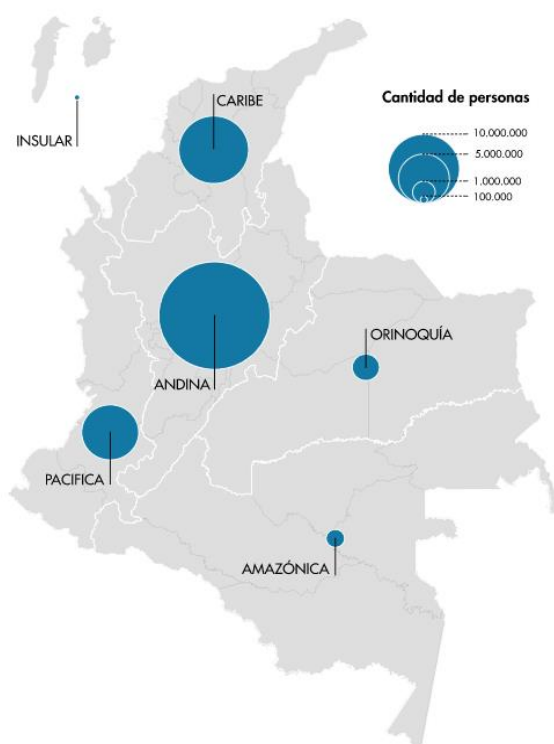 CARIBE
INSULAR
Cantidad de personas
10.000.000
5.000.000
1.000.000
100.000
ORINOQUÍA
ANDINA
PACIFICA
AMAZÓNICA